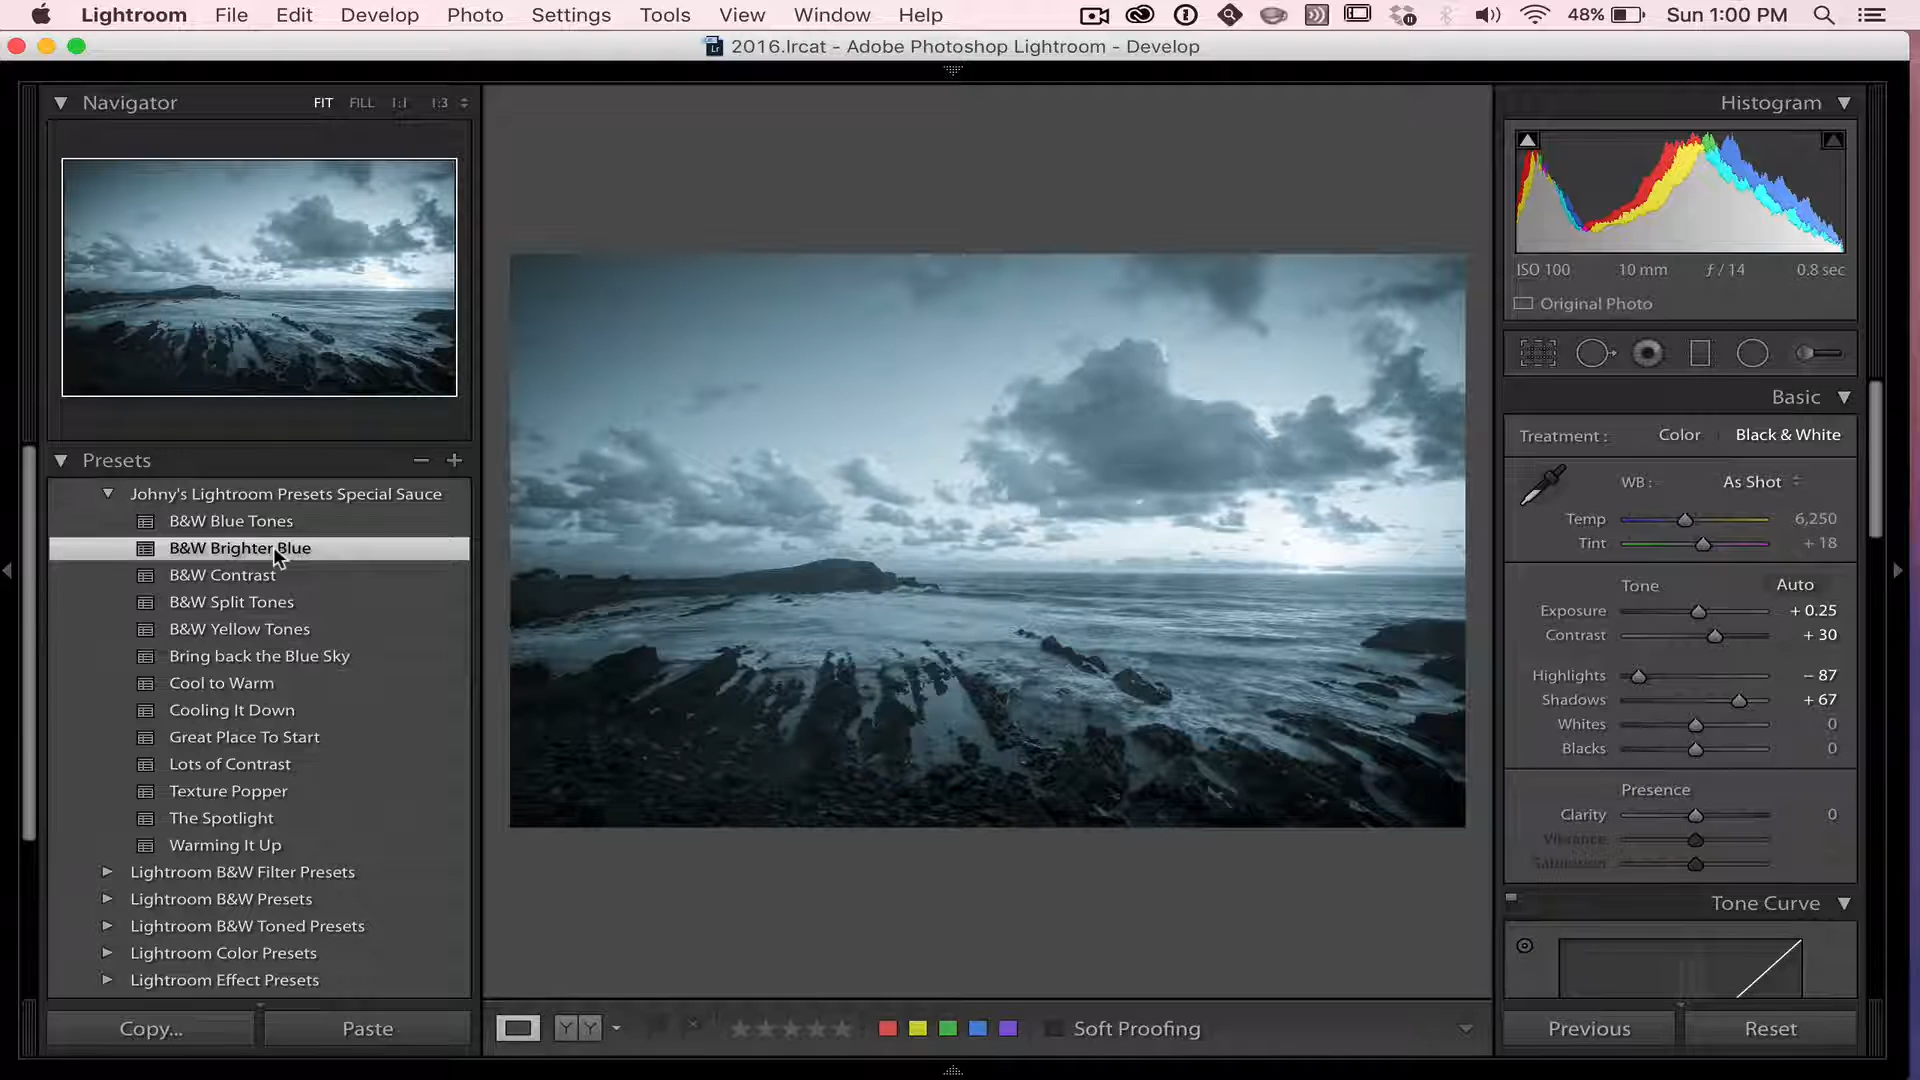 Lightroom File Edit Develop Photo Settings Tools View Window Help 48% Sun 1:00 PM
2016.lrcat - Adobe Photoshop Lightroom - Develop
Navigator FIT FILL 1:1 1:3
Presets
Johny's Lightroom Presets Special Sauce
B&W Blue Tones
B&W Brighter Blue
B&W Contrast
B&W Split Tones
B&W Yellow Tones
Bring back the Blue Sky
Cool to Warm
Cooling It Down
Great Place To Start
Lots of Contrast
Texture Popper
The Spotlight
Warming It Up
Lightroom B&W Filter Presets
Lightroom B&W Presets
Lightroom B&W Toned Presets
Lightroom Color Presets
Lightroom Effect Presets
Copy... Paste
YY
Soft Proofing
Histogram
ISO 100 10 mm ƒ / 14 0.8 sec
Original Photo
Basic
Treatment : Color Black & White
WB : As Shot
Temp 6,250
Tint + 18
Tone Auto
Exposure + 0.25
Contrast + 30
Highlights − 87
Shadows + 67
Whites 0
Blacks 0
Presence
Clarity 0
Vibrance
Saturation
Tone Curve
Previous Reset